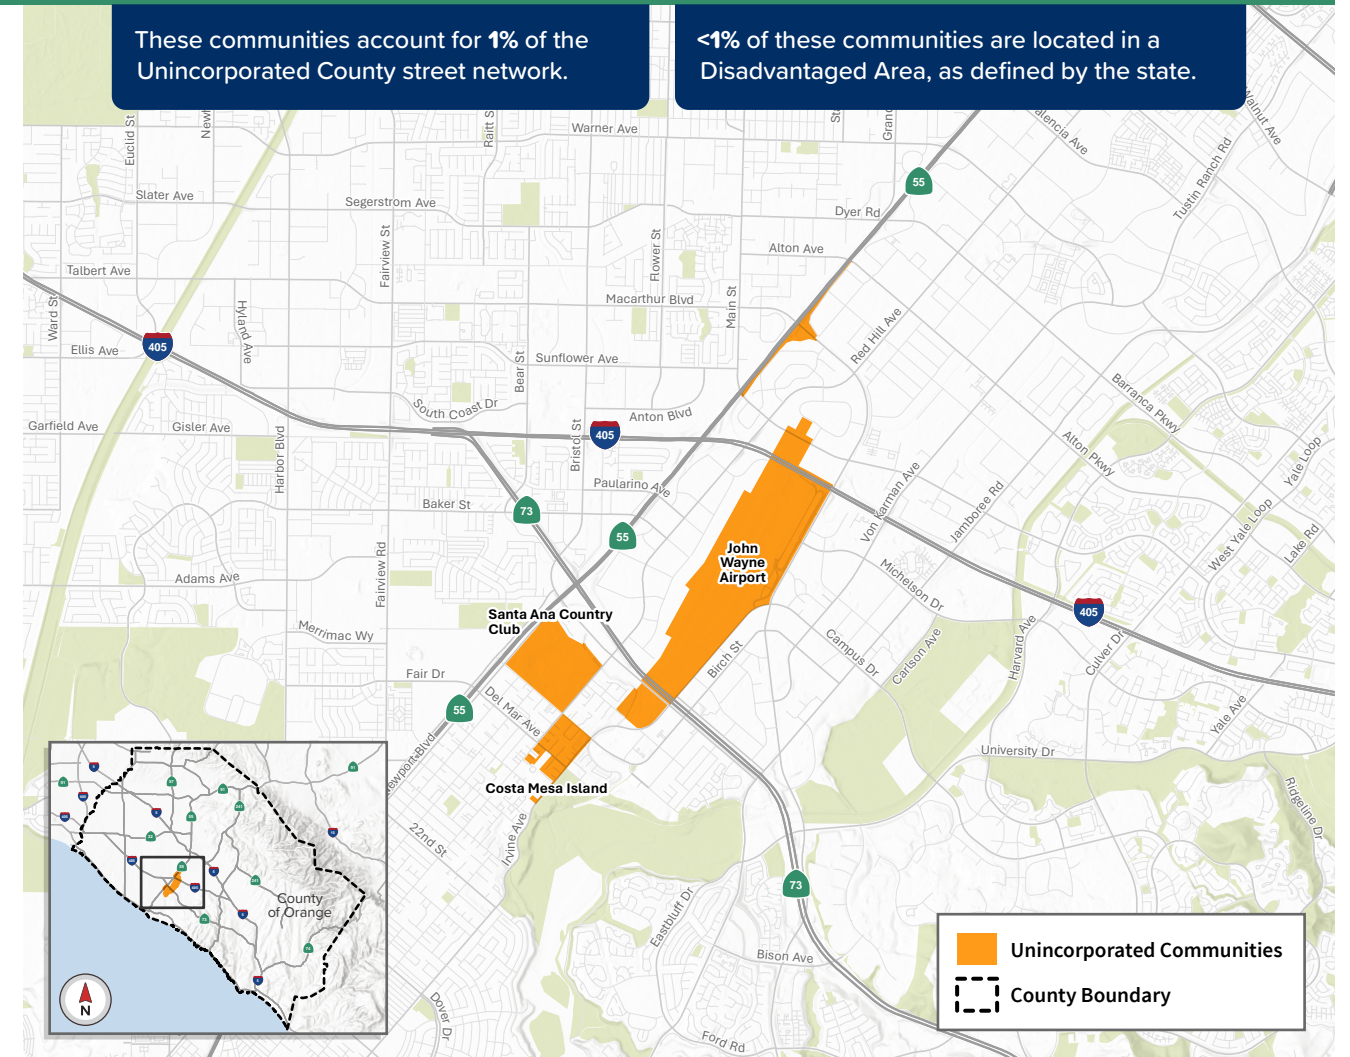 These communities account for 1% of the
Unincorporated County street network.
<1% of these communities are located in a
Disadvantaged Area, as defined by the state.
Euclid St
Raitt S
Warner Ave
Valencia Ave
Walnut Ave
Tustin Ranch Rd
Slater Ave
Segerstrom Ave
55
Dyer Rd
Alton Ave
Fairview St
Flower St
Talbert Ave
Macarthur Blvd
Main St
Ward St
Hyland Ave
Red Hill Ave
405
Ellis Ave
Sunflower Ave
Bear St
South Coast Dr
Anton Blvd
Barranca Pkwy
Garfield Ave
Gisler Ave
405
Bristol St
Harbor Blvd
Alton Pkwy
Yale Loop
Paularino Ave
Baker St
73
55
Von Karman Ave
Jamboree Rd
West Yale Loop
Lake Rd
John
Wayne
Airport
Adams Ave
Fairview Rd
Michelson Dr
405
Santa Ana Country
Club
Merrimac Wy
Birch St
Campus Dr
Carlson Ave
Harvard Ave
Culver Dr
Fair Dr
Del Mar Ave
55
Yale Ave
University Dr
Newport Blvd
Costa Mesa Island
Ridgeline Dr
22nd St
Irvine Ave
73
Eastbluff Dr
Bison Ave
Dover Dr
Ford Rd
County
of Orange
N
Unincorporated Communities
County Boundary